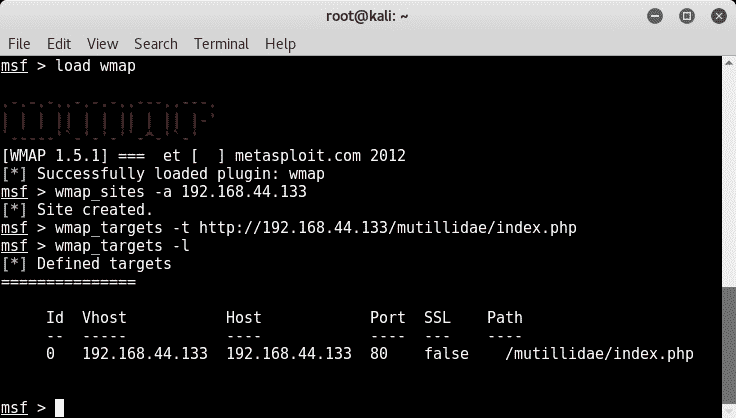 root@kali: ~
File Edit View Search Terminal Help
msf > load wmap
.-.-.-..-.-.-..---..---.
| | | || | | || | || |-'
`-----'`-'-'-'`-^-'`-'
[WMAP 1.5.1] ===  et [  ] metasploit.com 2012
[*] Successfully loaded plugin: wmap
msf > wmap_sites -a 192.168.44.133
[*] Site created.
msf > wmap_targets -t http://192.168.44.133/mutillidae/index.php
msf > wmap_targets -l
[*] Defined targets
===============
Id  Vhost           Host            Port  SSL    Path
--  -----           ----            ----  ---    ----
0   192.168.44.133  192.168.44.133  80    false    /mutillidae/index.php
msf >